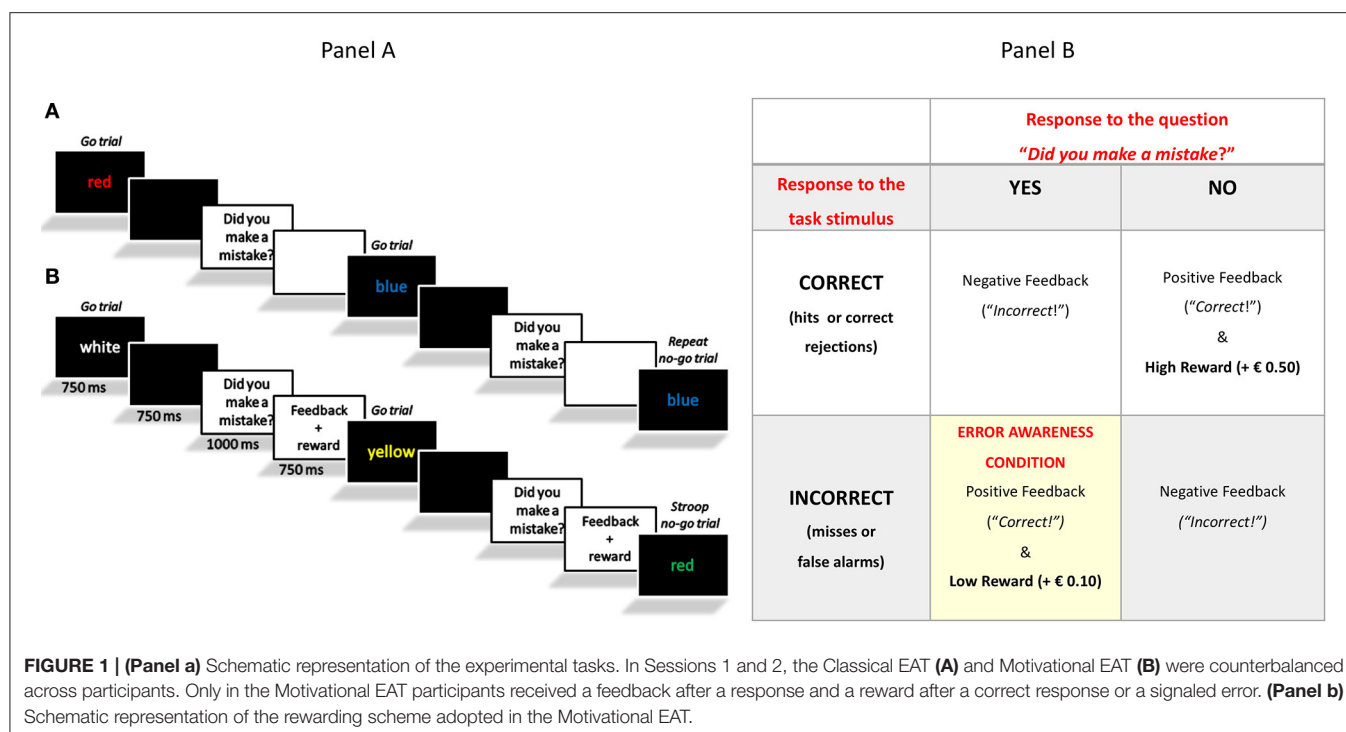 Panel A
A
Go trial
red
Did you
make a
mistake?
Go trial
blue
Did you
make a
mistake?
Repeat
no-go trial
blue
B
Go trial
white
750 ms
750 ms
Did you
make a
mistake?
1000 ms
Feedback
+
reward
750 ms
Go trial
yellow
Did you
make a
mistake?
Feedback
+
reward
Stroop
no-go trial
red
Panel B
Response to the question
“Did you make a mistake?”
Response to the
task stimulus
YES
NO
CORRECT
(hits or correct
rejections)
Negative Feedback
(“Incorrect!”)
Positive Feedback
(“Correct!”)
&
High Reward (+ € 0.50)
INCORRECT
(misses or
false alarms)
ERROR AWARENESS
CONDITION
Positive Feedback
(“Correct!”)
&
Low Reward (+ € 0.10)
Negative Feedback
(“Incorrect!”)
FIGURE 1 | (Panel a) Schematic representation of the experimental tasks. In Sessions 1 and 2, the Classical EAT (A) and Motivational EAT (B) were counterbalanced
across participants. Only in the Motivational EAT participants received a feedback after a response and a reward after a correct response or a signaled error. (Panel b)
Schematic representation of the rewarding scheme adopted in the Motivational EAT.